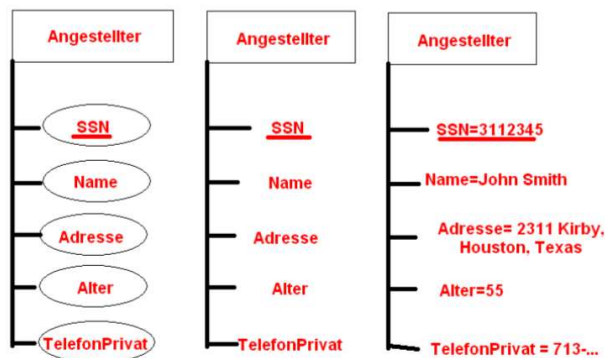 Angestellter
SSN
Name
Adresse
Alter
TelefonPrivat
Angestellter
SSN
Name
Adresse
Alter
TelefonPrivat
Angestellter
SSN=3112345
Name=John Smith
Adresse= 2311 Kirby,
Houston, Texas
Alter=55
TelefonPrivat = 713-...